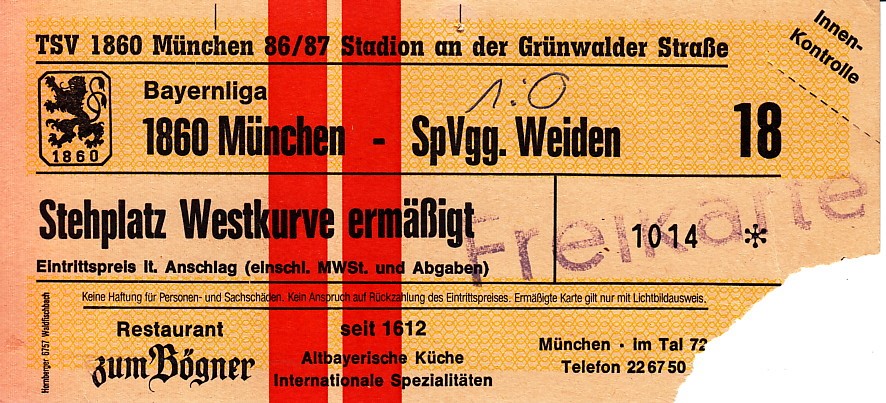 TSV 1860 München 86/87 Stadion an der Grünwalder Straße
Innen-
Kontrolle
1860
Bayernliga
1:0
1860 München - SpVgg. Weiden
18
Stehplatz Westkurve ermäßigt
Freikarte
1014 *
Eintrittspreis lt. Anschlag (einschl. MWSt. und Abgaben)
Keine Haftung für Personen- und Sachschäden. Kein Anspruch auf Rückzahlung des Eintrittspreises. Ermäßigte Karte gilt nur mit Lichtbildausweis.
Hornberger 6757 Waldfischbach
Restaurant
zum Bögner
seit 1612
Altbayerische Küche
Internationale Spezialitäten
München · Im Tal 72
Telefon 22 67 50